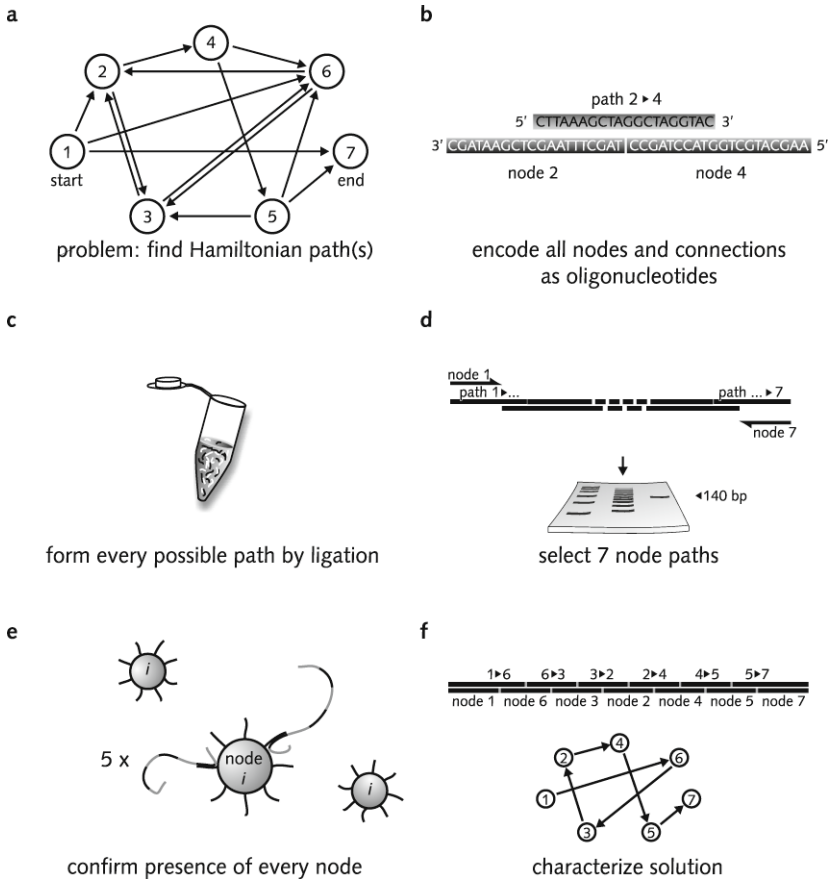 a
1
start
2
3
4
5
6
7
end
problem: find Hamiltonian path(s)
b
path 2▸4
5' CTTAAAGCTAGGCTAGGTAC 3'
3' CGATAAGCTCGAATTTCGAT CCGATCCATGGTCGTACGAA 5'
node 2 node 4
encode all nodes and connections
as oligonucleotides
c
form every possible path by ligation
d
node 1
path 1▸... path ...▸7
node 7
◂140 bp
select 7 node paths
e
i
5 x
node
i
i
confirm presence of every node
f
1▸6 6▸3 3▸2 2▸4 4▸5 5▸7
node 1 node 6 node 3 node 2 node 4 node 5 node 7
4
2
6
1
7
3
5
characterize solution